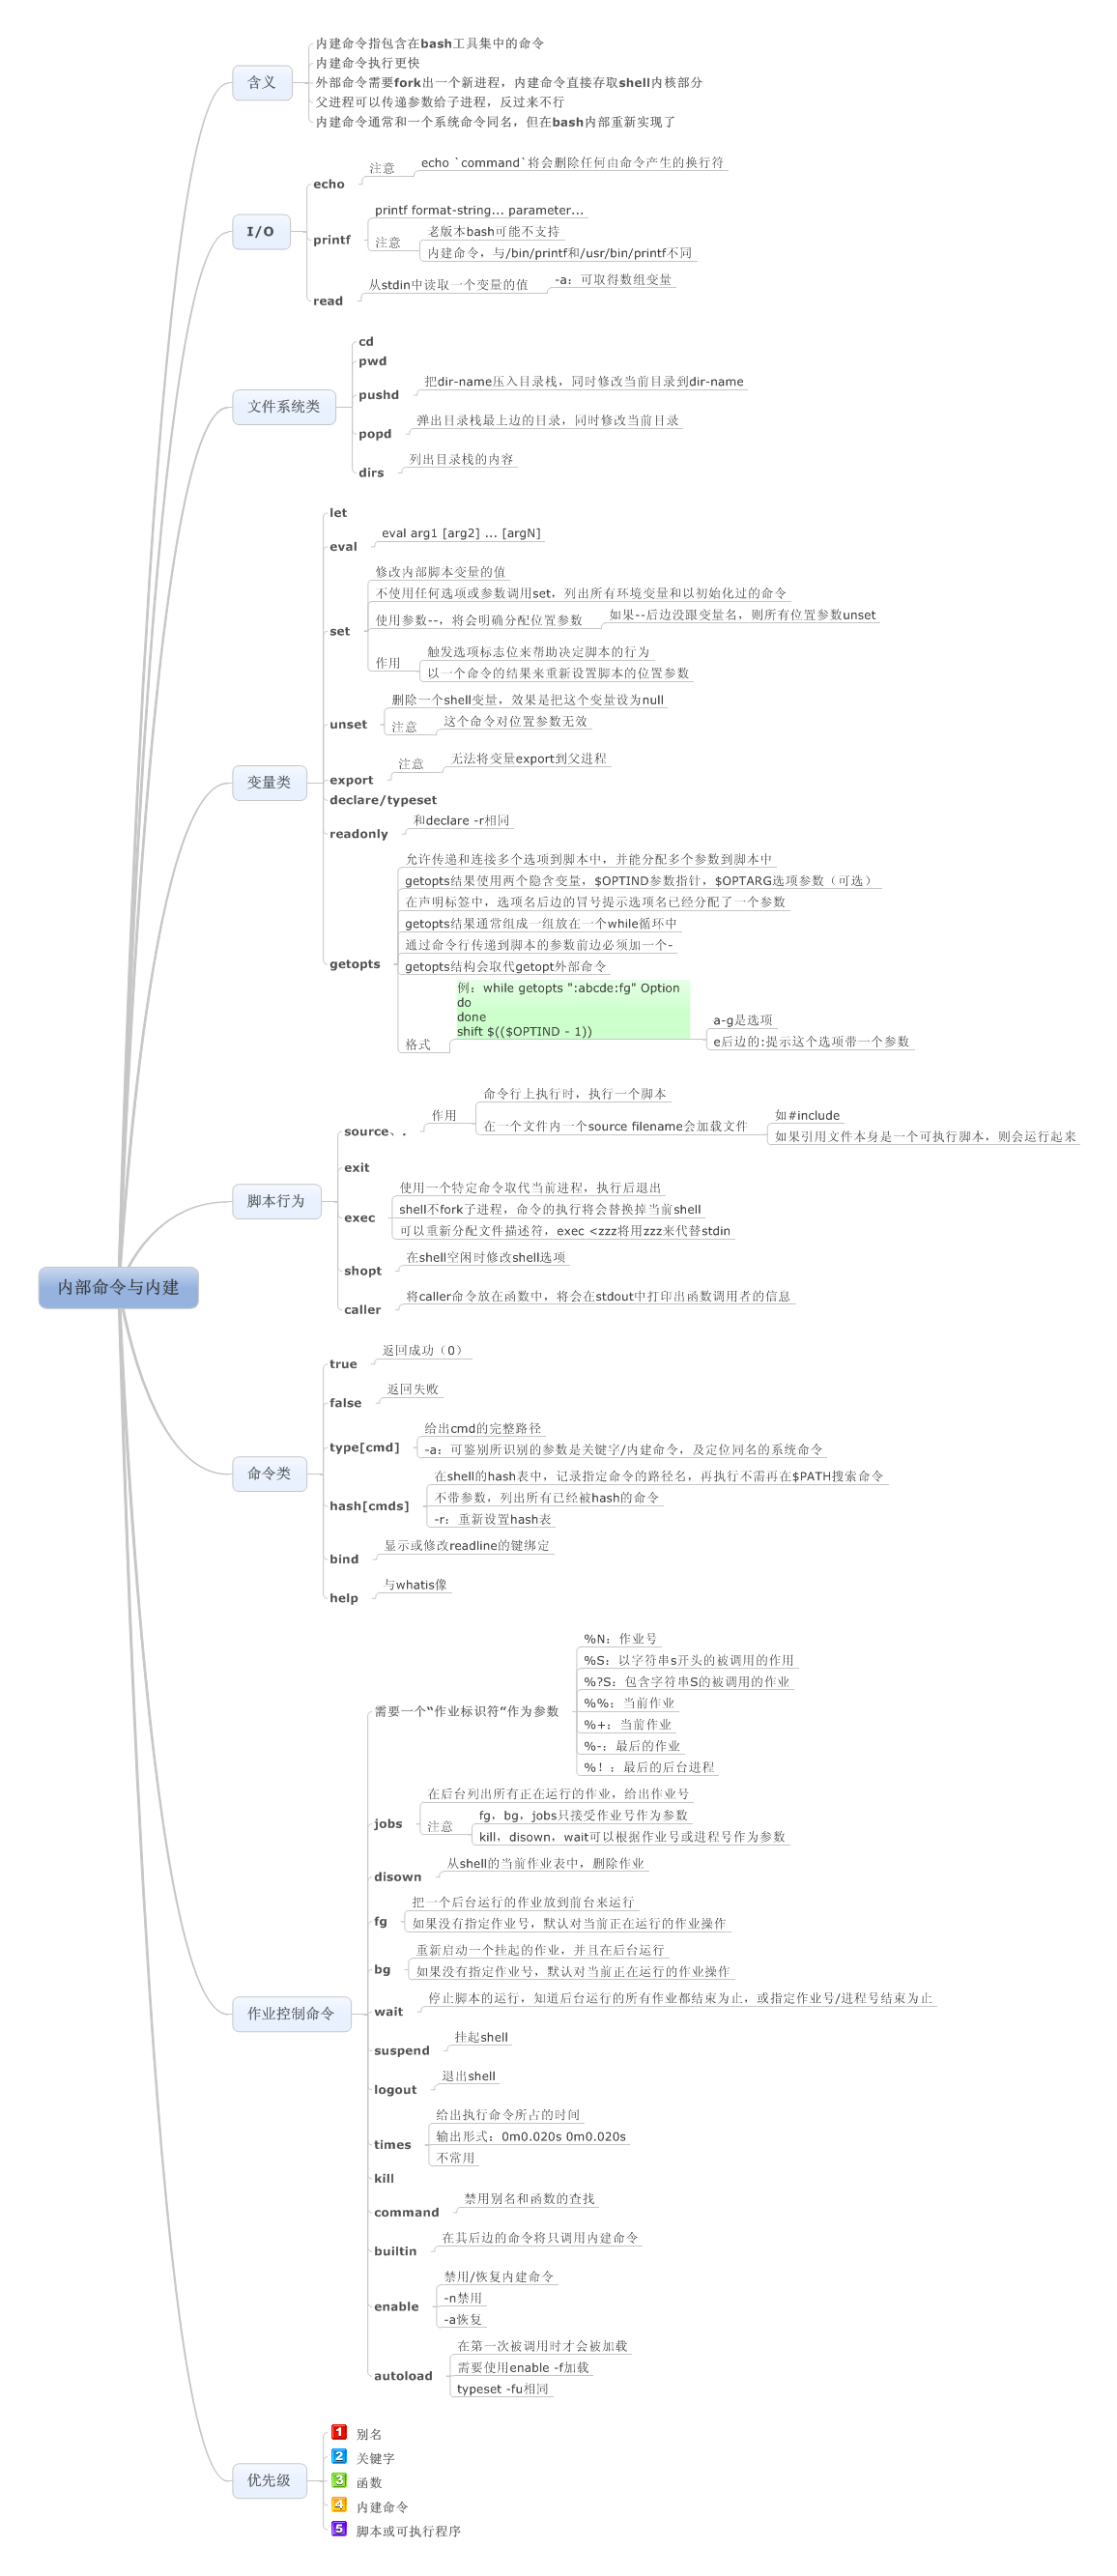 内部命令与内建
含义
内建命令指包含在bash工具集中的命令
内建命令执行更快
外部命令需要fork出一个新进程，内建命令直接存取shell内核部分
父进程可以传递参数给子进程，反过来不行
内建命令通常和一个系统命令同名，但在bash内部重新实现了
I/O
echo
注意
echo `command`将会删除任何由命令产生的换行符
printf
printf format-string... parameter...
注意
老版本bash可能不支持
内建命令，与/bin/printf和/usr/bin/printf不同
read
从stdin中读取一个变量的值
-a：可取得数组变量
文件系统类
cd
pwd
pushd
把dir-name压入目录栈，同时修改当前目录到dir-name
popd
弹出目录栈最上边的目录，同时修改当前目录
dirs
列出目录栈的内容
变量类
let
eval
eval arg1 [arg2] ... [argN]
set
修改内部脚本变量的值
不使用任何选项或参数调用set，列出所有环境变量和以初始化过的命令
使用参数--，将会明确分配位置参数
如果--后边没跟变量名，则所有位置参数unset
作用
触发选项标志位来帮助决定脚本的行为
以一个命令的结果来重新设置脚本的位置参数
unset
删除一个shell变量，效果是把这个变量设为null
注意
这个命令对位置参数无效
export
注意
无法将变量export到父进程
declare/typeset
readonly
和declare -r相同
getopts
允许传递和连接多个选项到脚本中，并能分配多个参数到脚本中
getopts结果使用两个隐含变量，$OPTIND参数指针，$OPTARG选项参数（可选）
在声明标签中，选项名后边的冒号提示选项名已经分配了一个参数
getopts结果通常组成一组放在一个while循环中
通过命令行传递到脚本的参数前边必须加一个-
getopts结构会取代getopt外部命令
格式
例：while getopts ":abcde:fg" Option
do
done
shift $(($OPTIND - 1))
a-g是选项
e后边的:提示这个选项带一个参数
脚本行为
source、.
作用
命令行上执行时，执行一个脚本
在一个文件内一个source filename会加载文件
如#include
如果引用文件本身是一个可执行脚本，则会运行起来
exit
exec
使用一个特定命令取代当前进程，执行后退出
shell不fork子进程，命令的执行将会替换掉当前shell
可以重新分配文件描述符，exec <zzz将用zzz来代替stdin
shopt
在shell空闲时修改shell选项
caller
将caller命令放在函数中，将会在stdout中打印出函数调用者的信息
命令类
true
返回成功（0）
false
返回失败
type[cmd]
给出cmd的完整路径
-a：可鉴别所识别的参数是关键字/内建命令，及定位同名的系统命令
hash[cmds]
在shell的hash表中，记录指定命令的路径名，再执行不需再在$PATH搜索命令
不带参数，列出所有已经被hash的命令
-r：重新设置hash表
bind
显示或修改readline的键绑定
help
与whatis像
作业控制命令
需要一个“作业标识符”作为参数
%N：作业号
%S：以字符串s开头的被调用的作用
%?S：包含字符串S的被调用的作业
%%：当前作业
%+：当前作业
%-：最后的作业
%！：最后的后台进程
jobs
在后台列出所有正在运行的作业，给出作业号
注意
fg，bg，jobs只接受作业号作为参数
kill，disown，wait可以根据作业号或进程号作为参数
disown
从shell的当前作业表中，删除作业
fg
把一个后台运行的作业放到前台来运行
如果没有指定作业号，默认对当前正在运行的作业操作
bg
重新启动一个挂起的作业，并且在后台运行
如果没有指定作业号，默认对当前正在运行的作业操作
wait
停止脚本的运行，知道后台运行的所有作业都结束为止，或指定作业号/进程号结束为止
suspend
挂起shell
logout
退出shell
times
给出执行命令所占的时间
输出形式：0m0.020s 0m0.020s
不常用
kill
command
禁用别名和函数的查找
builtin
在其后边的命令将只调用内建命令
enable
禁用/恢复内建命令
-n禁用
-a恢复
autoload
在第一次被调用时才会被加载
需要使用enable -f加载
typeset -fu相同
优先级
1 别名
2 关键字
3 函数
4 内建命令
5 脚本或可执行程序